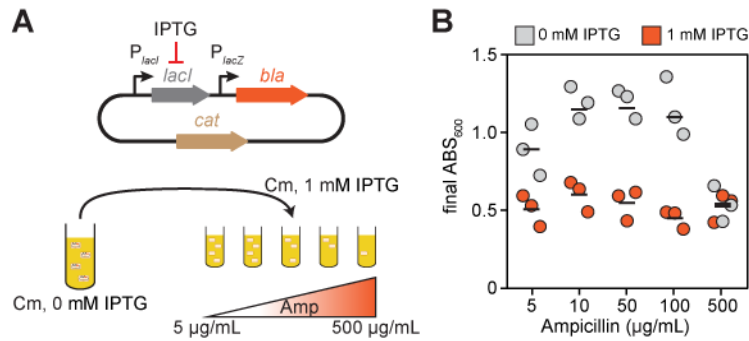 A
IPTG
PlacI
PlacZ
lacI
bla
cat
Cm, 1 mM IPTG
Cm, 0 mM IPTG
Amp
5 µg/mL
500 µg/mL
B
0 mM IPTG
1 mM IPTG
final ABS600
1.5
1.0
0.5
0
5
10
50
100
500
Ampicillin (µg/mL)